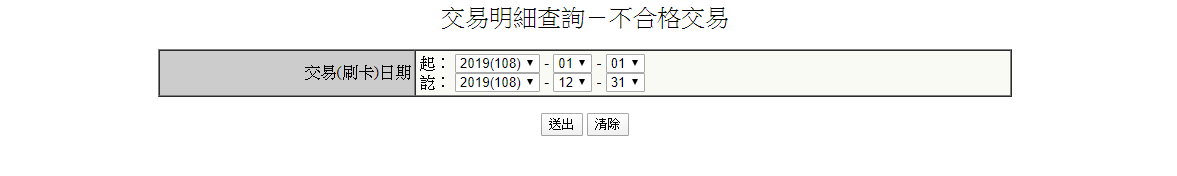 交易明細查詢－不合格交易
交易(刷卡)日期
起： 2019(108) - 01 - 01
訖： 2019(108) - 12 - 31
送出 清除